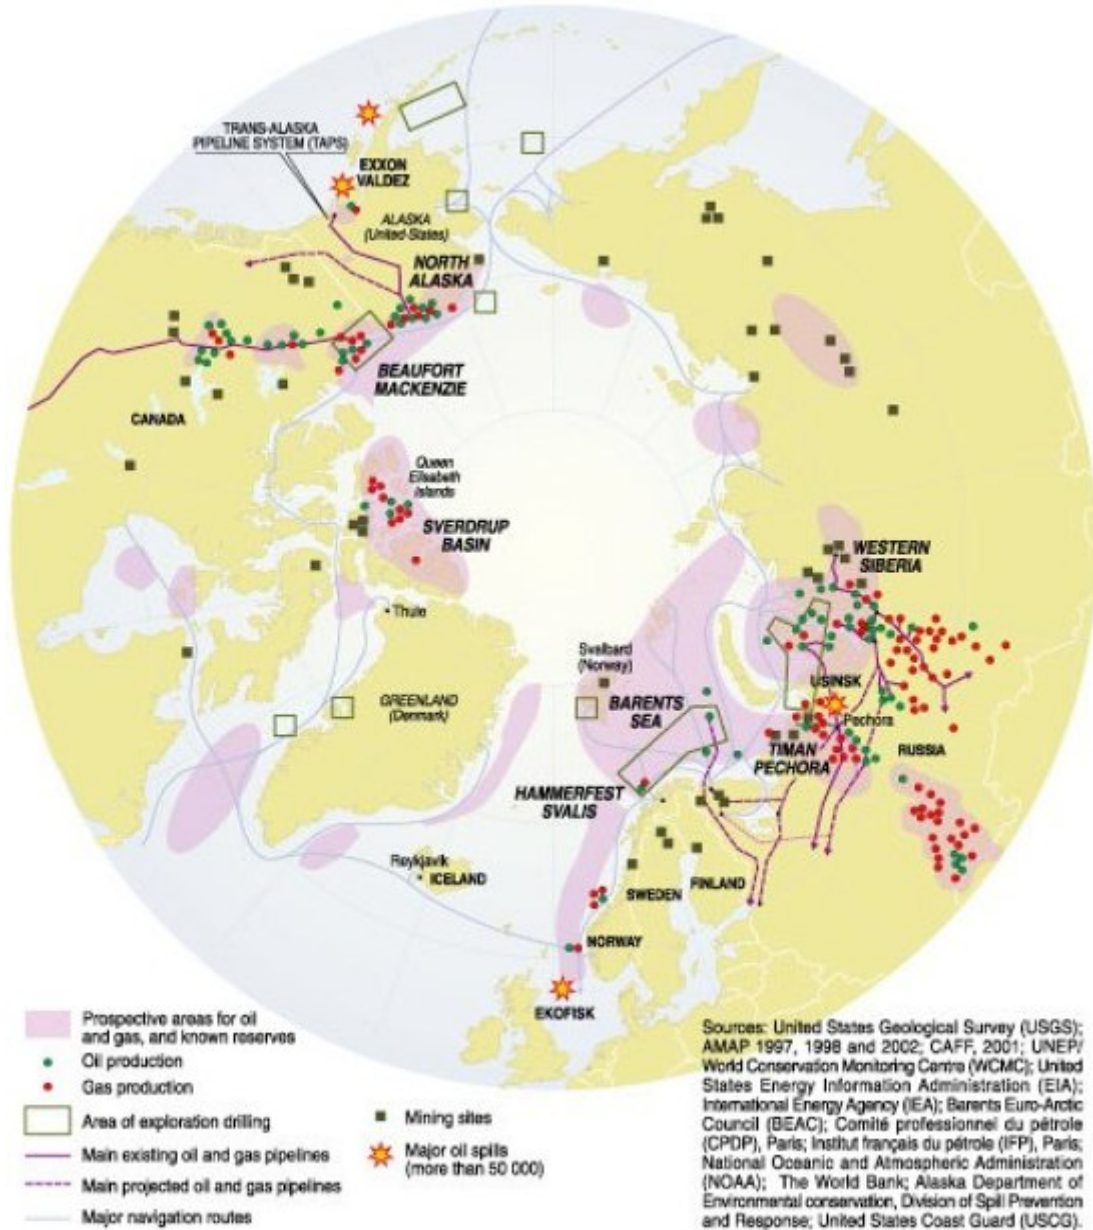 TRANS-ALASKA
PIPELINE SYSTEM (TAPS)
EXXON
VALDEZ
ALASKA
(United-States)
NORTH
ALASKA
BEAUFORT
MACKENZIE
CANADA
Queen
Elisabeth
Islands
SVERDRUP
BASIN
WESTERN
SIBERIA
Thule
Svalbard
(Norway)
GREENLAND
(Denmark)
BARENTS
SEA
USINSK
Pechora
RUSSIA
TIMAN
PECHORA
HAMMERFEST
SVALIS
Reykjavik
ICELAND
SWEDEN
FINLAND
NORWAY
EKOFISK
Prospective areas for oil
and gas, and known reserves
Oil production
Gas production
Area of exploration drilling
Main existing oil and gas pipelines
Main projected oil and gas pipelines
Major navigation routes
Mining sites
Major oil spills
(more than 50 000)
Sources: United States Geological Survey (USGS);
AMAP 1997, 1998 and 2002; CAFF, 2001; UNEP/
World Conservation Monitoring Centre (WCMC); United
States Energy Information Administration (EIA);
International Energy Agency (IEA); Barents Euro-Arctic
Council (BEAC); Comité professionnel du pétrole
(CPDP), Paris; Institut français du pétrole (IFP), Paris;
National Oceanic and Atmospheric Administration
(NOAA); The World Bank; Alaska Department of
Environmental conservation, Division of Spill Prevention
and Response; United States Coast Guard (USCG).